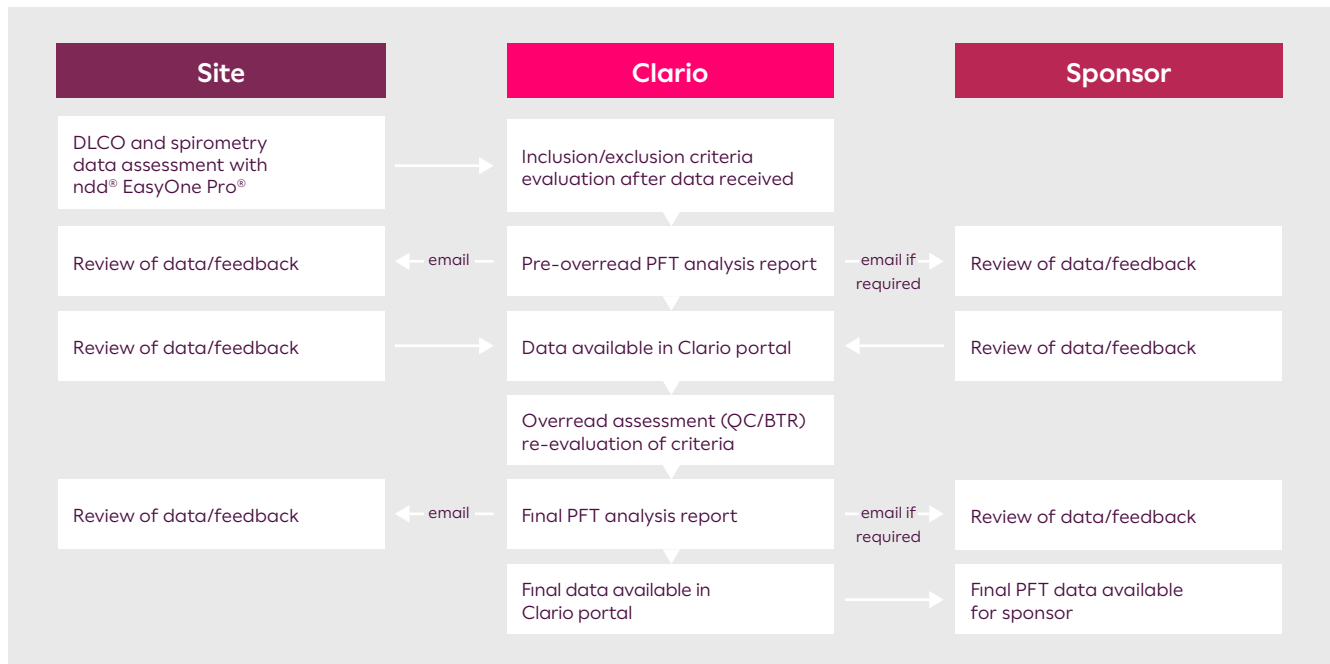 Site
Clario
Sponsor
DLCO and spirometry
data assessment with
ndd® EasyOne Pro®
Inclusion/exclusion criteria
evaluation after data received
Review of data/feedback
email
Pre-overread PFT analysis report
email if
required
Review of data/feedback
Review of data/feedback
Data available in Clario portal
Review of data/feedback
Overread assessment (QC/BTR)
re-evaluation of criteria
Review of data/feedback
email
Final PFT analysis report
email if
required
Review of data/feedback
Final data available in
Clario portal
Final PFT data available
for sponsor